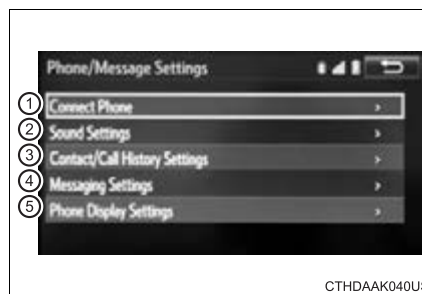 Phone/Message Settings
1 Connect Phone
2 Sound Settings
3 Contact/Call History Settings
4 Messaging Settings
5 Phone Display Settings
CTHDAAK040US